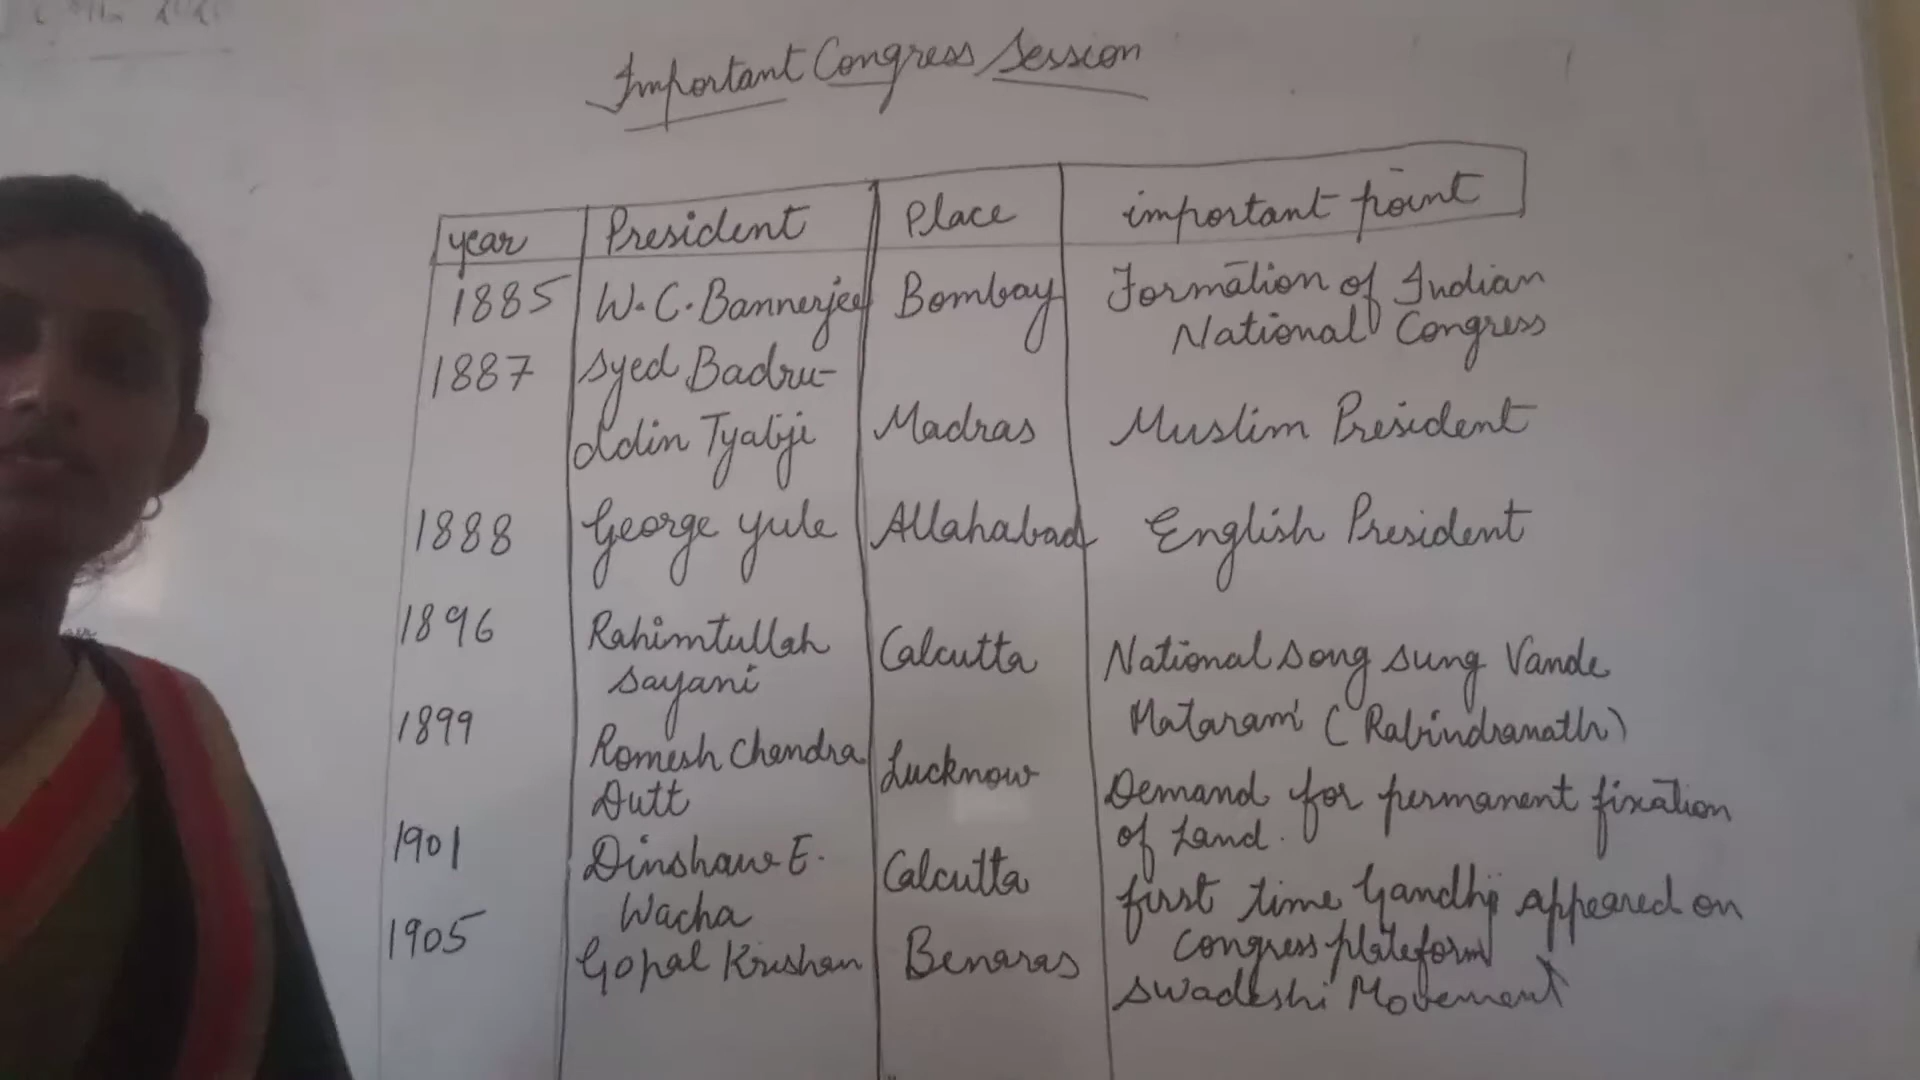 Important Congress Session
year President Place important point
1885 W.C. Bannerjee Bombay Formation of Indian
National Congress
1887 Syed Badru-
ddin Tyabji Madras Muslim President
1888 George yule Allahabad English President
1896 Rahimtullah Calcutta National song sung Vande
Sayani Mataram (Rabindranath)
1899 Romesh Chandra Lucknow Demand for permanent fixation
Dutt of Land.
1901 Dinshaw E. Calcutta first time Gandhji appeared on
Wacha Congress plateform
1905 Gopal Krishan Benaras Swadeshi Movement